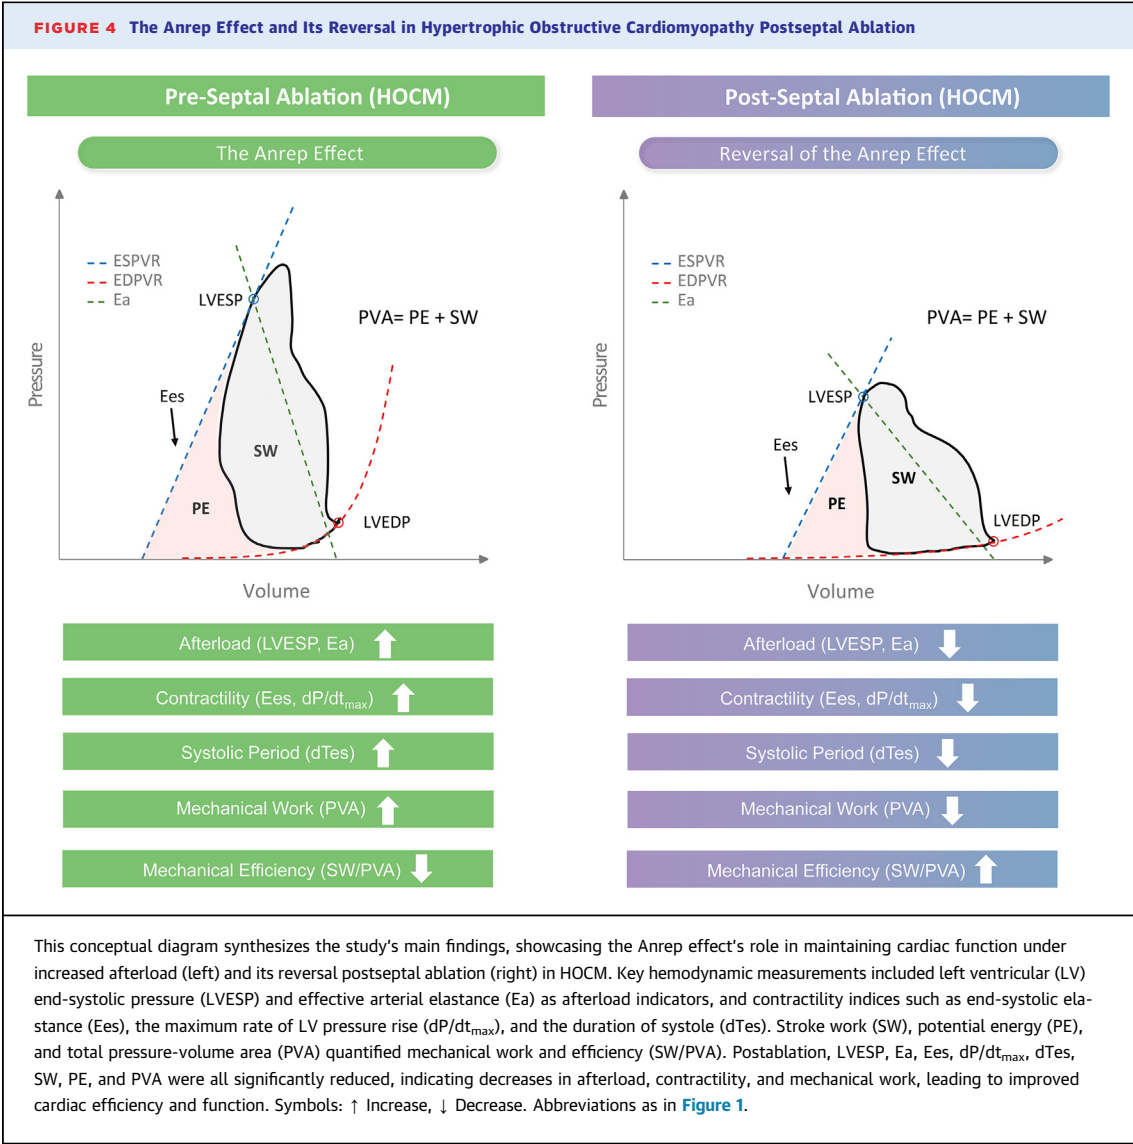 FIGURE 4 The Anrep Effect and Its Reversal in Hypertrophic Obstructive Cardiomyopathy Postseptal Ablation
Pre-Septal Ablation (HOCM)
The Anrep Effect
ESPVR
EDPVR
Ea
LVESP
PVA= PE + SW
Pressure
Ees
SW
PE
LVEDP
Volume
Afterload (LVESP, Ea) ↑
Contractility (Ees, dP/dtmax) ↑
Systolic Period (dTes) ↑
Mechanical Work (PVA) ↑
Mechanical Efficiency (SW/PVA) ↓
Post-Septal Ablation (HOCM)
Reversal of the Anrep Effect
ESPVR
EDPVR
Ea
PVA= PE + SW
Pressure
LVESP
Ees
SW
PE
LVEDP
Volume
Afterload (LVESP, Ea) ↓
Contractility (Ees, dP/dtmax) ↓
Systolic Period (dTes) ↓
Mechanical Work (PVA) ↓
Mechanical Efficiency (SW/PVA) ↑
This conceptual diagram synthesizes the study's main findings, showcasing the Anrep effect's role in maintaining cardiac function under
increased afterload (left) and its reversal postseptal ablation (right) in HOCM. Key hemodynamic measurements included left ventricular (LV)
end-systolic pressure (LVESP) and effective arterial elastance (Ea) as afterload indicators, and contractility indices such as end-systolic ela-
stance (Ees), the maximum rate of LV pressure rise (dP/dtmax), and the duration of systole (dTes). Stroke work (SW), potential energy (PE),
and total pressure-volume area (PVA) quantified mechanical work and efficiency (SW/PVA). Postablation, LVESP, Ea, Ees, dP/dtmax, dTes,
SW, PE, and PVA were all significantly reduced, indicating decreases in afterload, contractility, and mechanical work, leading to improved
cardiac efficiency and function. Symbols: ↑ Increase, ↓ Decrease. Abbreviations as in Figure 1.